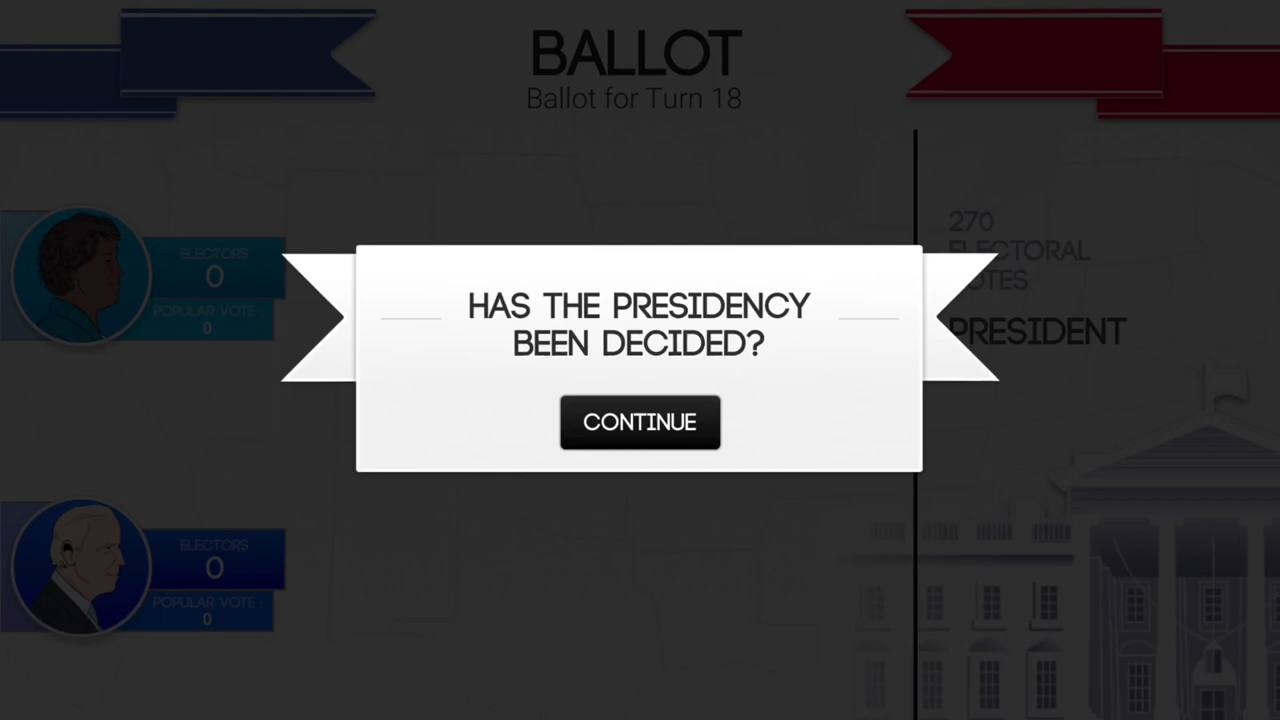 BALLOT
Ballot for Turn 18
ELECTORS
0
POPULAR VOTE :
0
270
ELECTORAL
VOTES
PRESIDENT
HAS THE PRESIDENCY
BEEN DECIDED?
CONTINUE
ELECTORS
0
POPULAR VOTE :
0